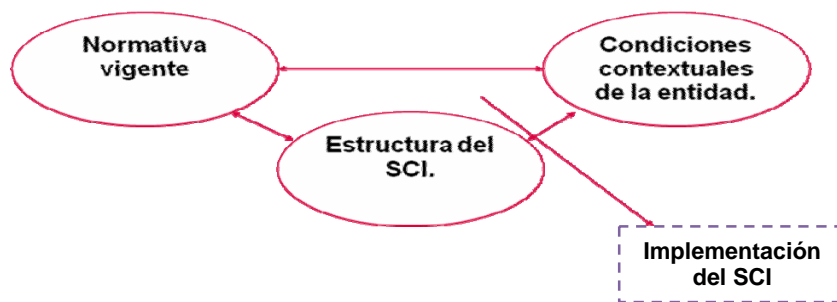 Normativa
vigente
Condiciones
contextuales
de la entidad.
Estructura del
SCI.
Implementación
del SCI